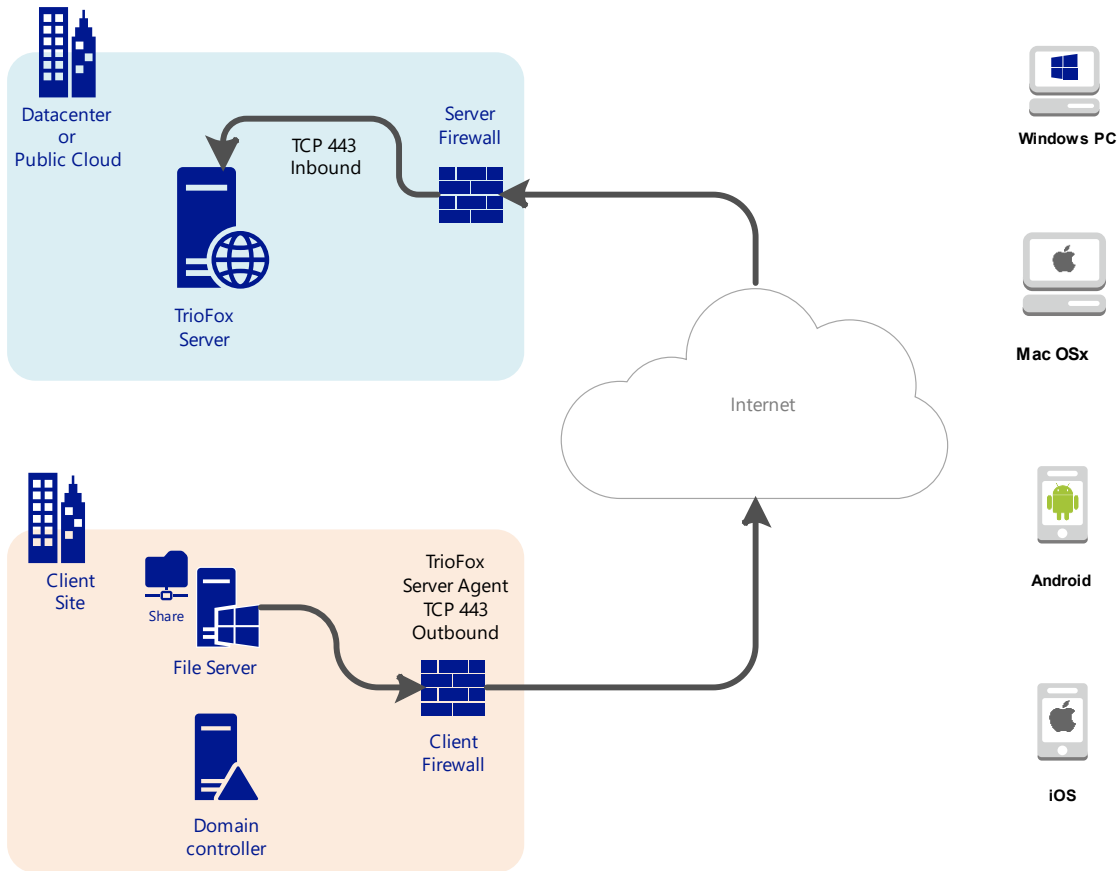 Datacenter
or
Public Cloud
TCP 443
Inbound
Server
Firewall
TrioFox
Server
Internet
Client
Site
Share
File Server
TrioFox
Server Agent
TCP 443
Outbound
Client
Firewall
Domain
controller
Windows PC
Mac OSx
Android
iOS